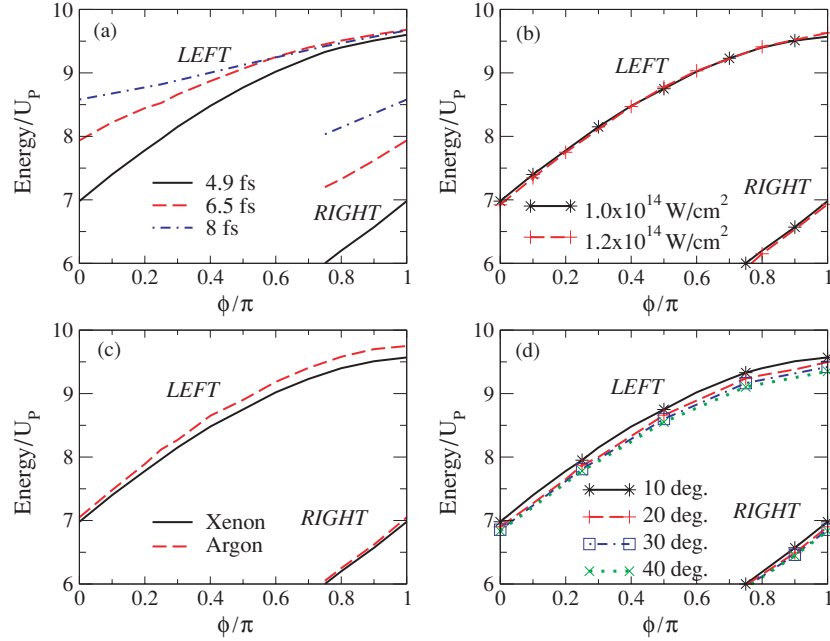 (a)
LEFT
RIGHT
4.9 fs
6.5 fs
8 fs
Energy/U_P
10
9
8
7
6
0 0.2 0.4 0.6 0.8 1
ϕ/π
(b)
LEFT
RIGHT
1.0x10^14 W/cm^2
1.2x10^14 W/cm^2
Energy/U_P
10
9
8
7
6
0 0.2 0.4 0.6 0.8 1
ϕ/π
(c)
LEFT
RIGHT
Xenon
Argon
Energy/U_P
10
9
8
7
6
0 0.2 0.4 0.6 0.8 1
ϕ/π
(d)
LEFT
RIGHT
10 deg.
20 deg.
30 deg.
40 deg.
Energy/U_P
10
9
8
7
6
0 0.2 0.4 0.6 0.8 1
ϕ/π